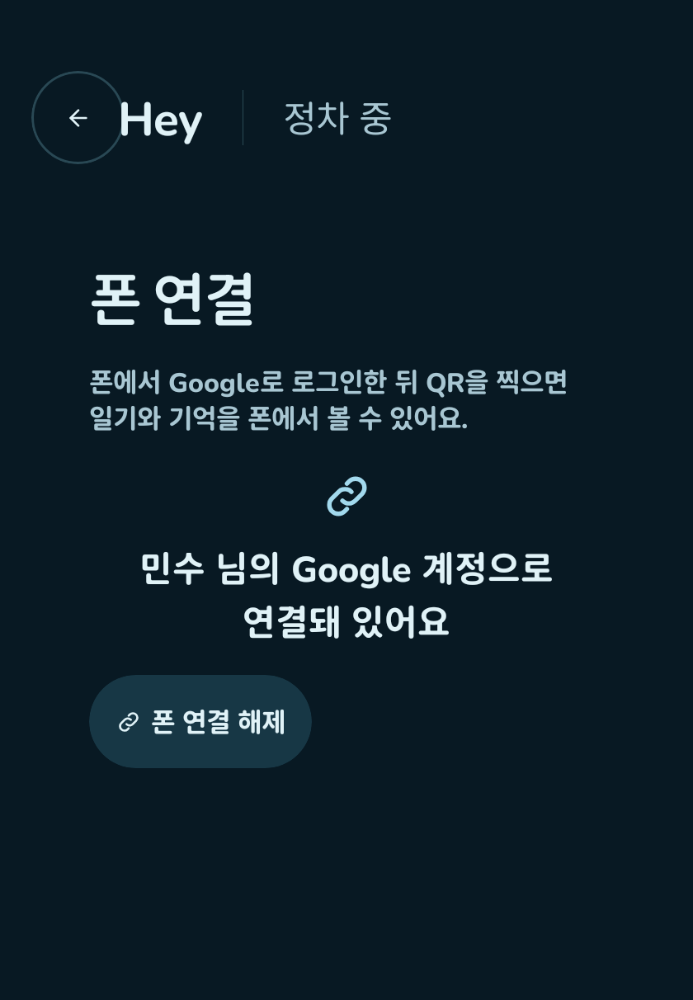 Hey
정차 중
폰 연결
폰에서 Google로 로그인한 뒤 QR을 찍으면
일기와 기억을 폰에서 볼 수 있어요.
민수 님의 Google 계정으로
연결돼 있어요
폰 연결 해제